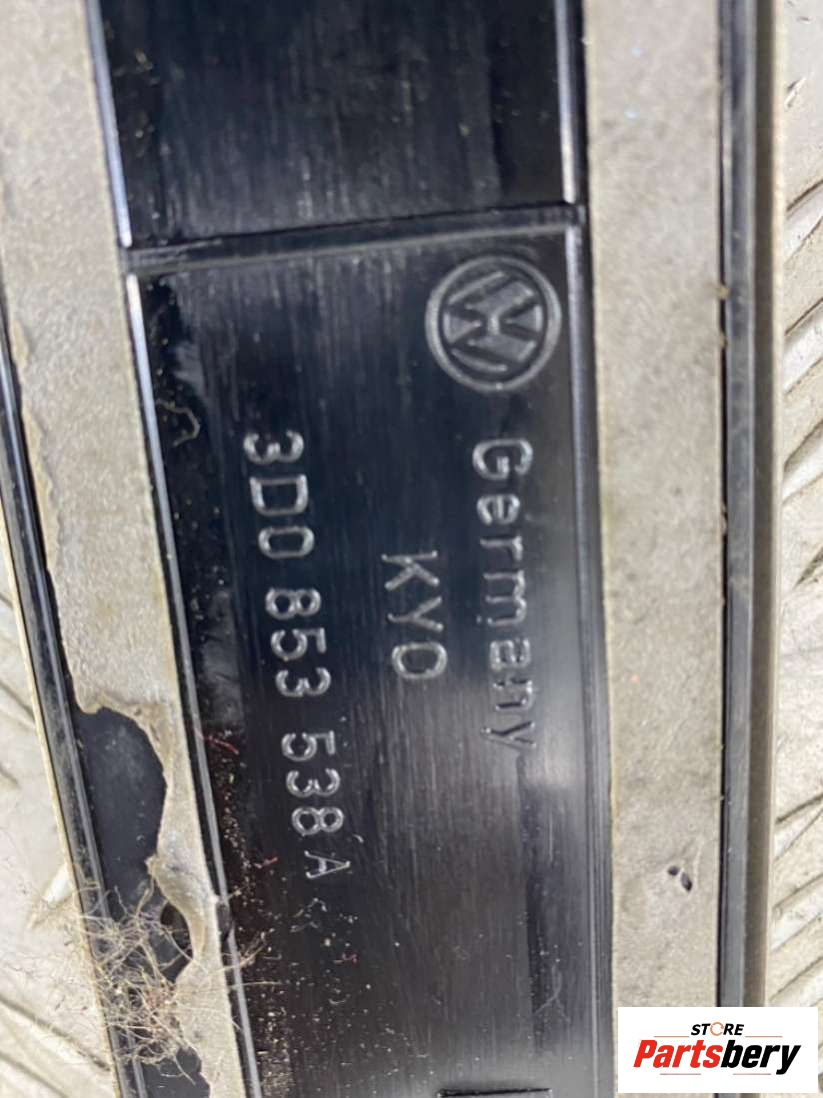 Germany
KYO
3D0 853 538 A
STORE
Partsbery